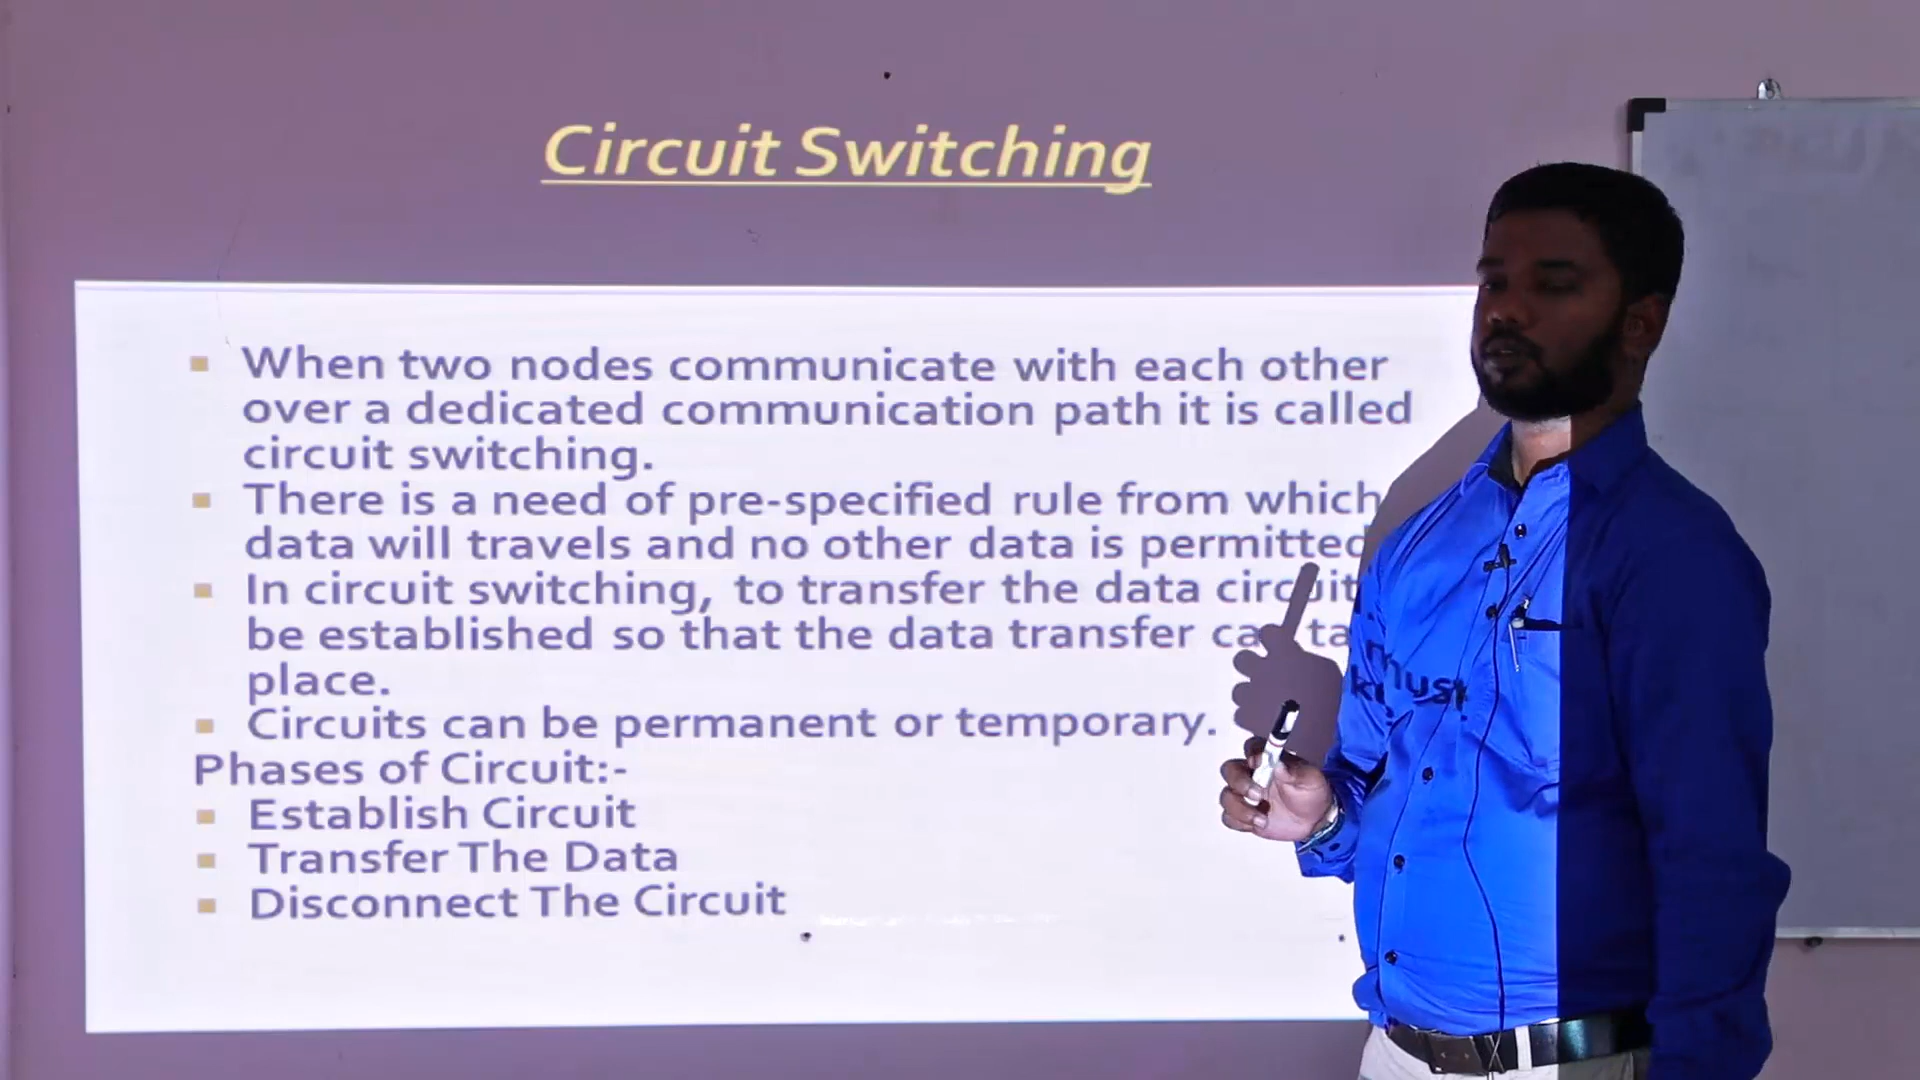 Circuit Switching
When two nodes communicate with each other
over a dedicated communication path it is called
circuit switching.
There is a need of pre-specified rule from which
data will travels and no other data is permitted
In circuit switching, to transfer the data circuit must
be established so that the data transfer can take
place.
Circuits can be permanent or temporary.
Phases of Circuit:-
Establish Circuit
Transfer The Data
Disconnect The Circuit